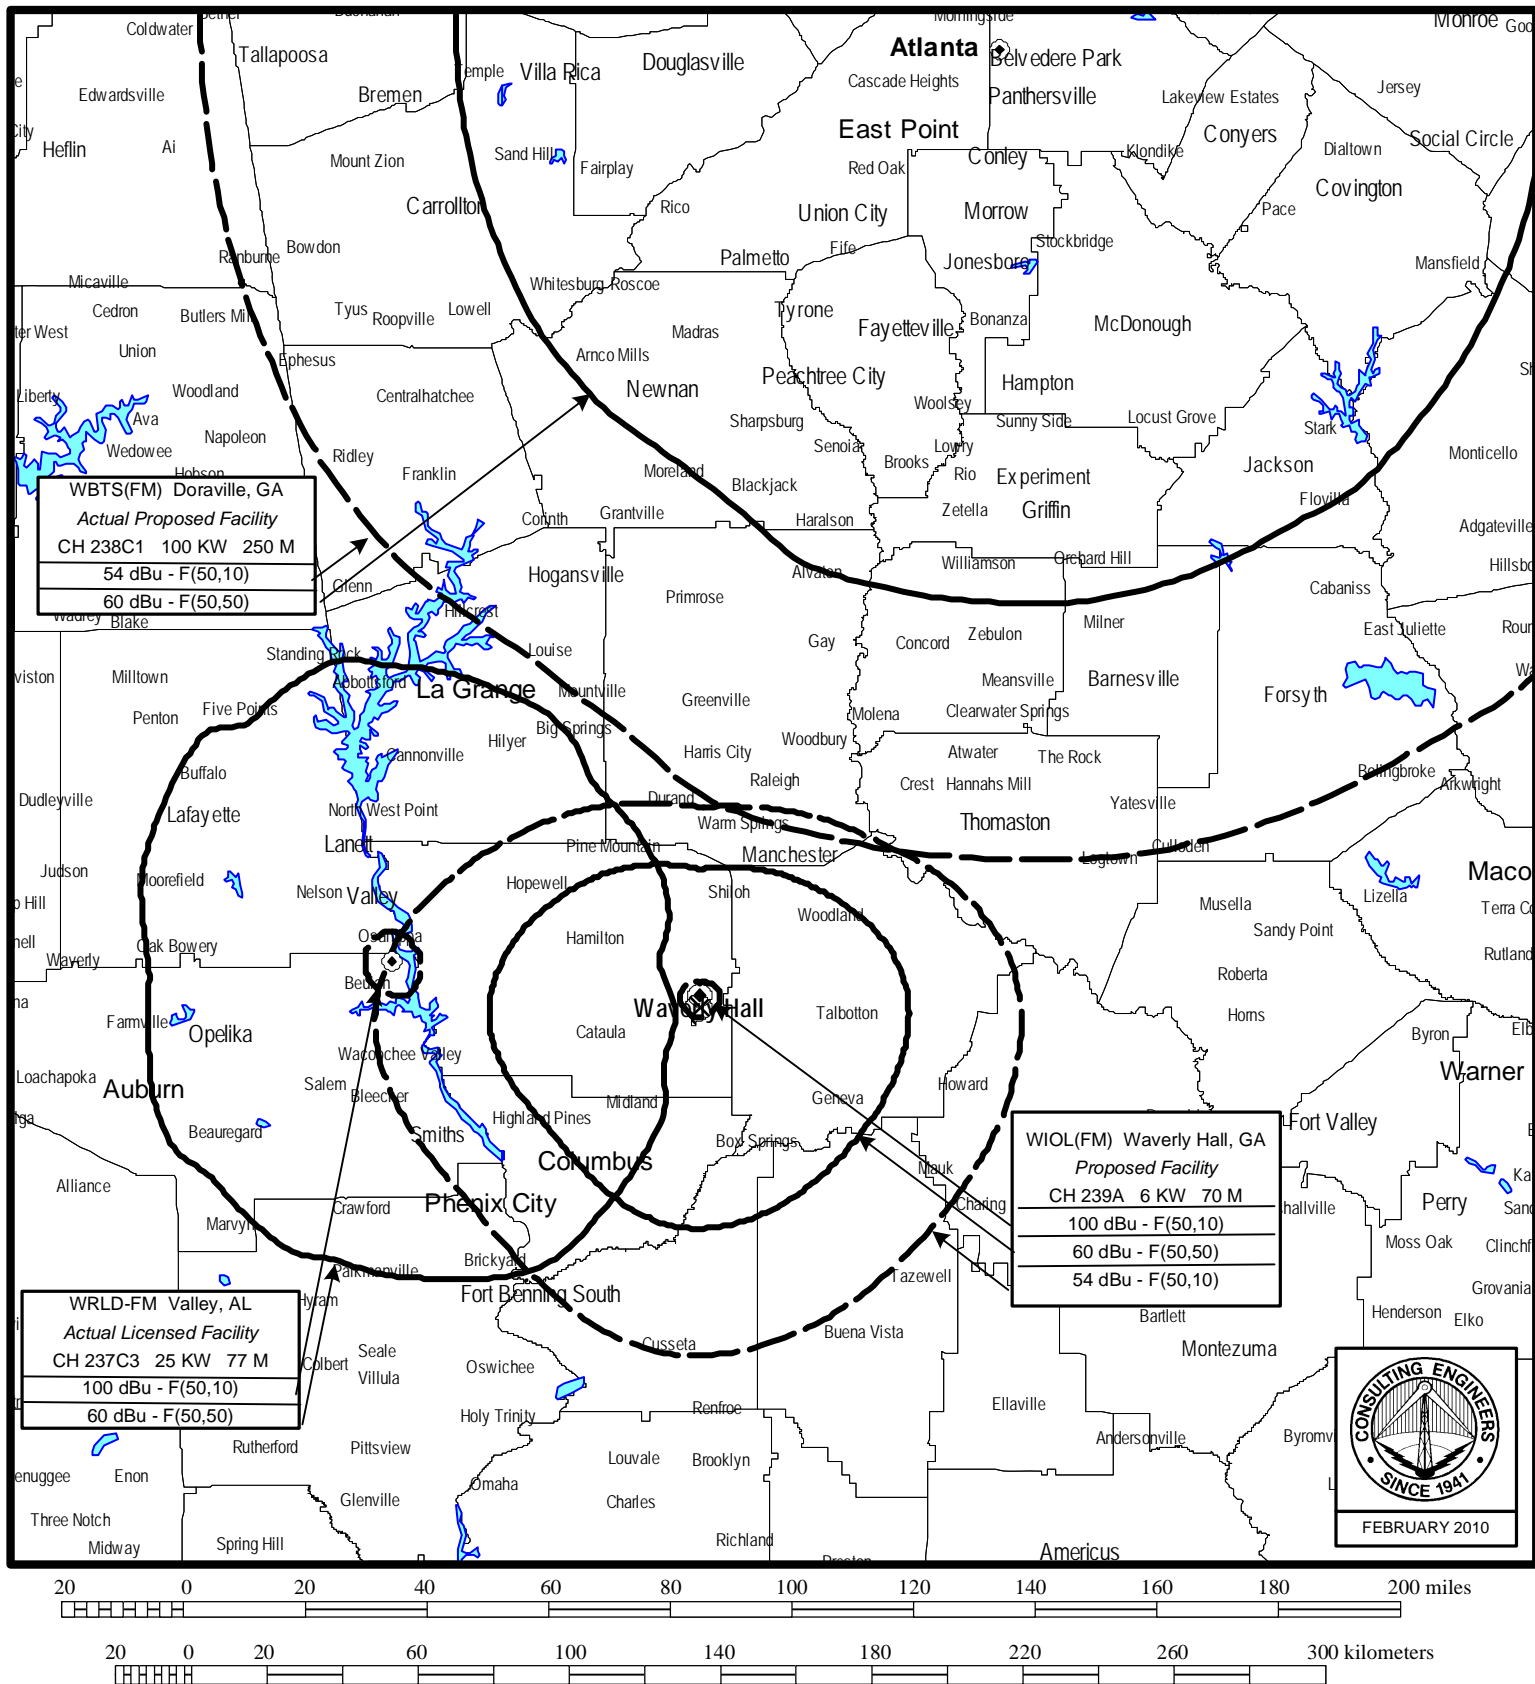 Coldwater
Morningside
Monroe
Tallapoosa
Atlanta
Belvedere Park
Temple
Villa Rica
Douglasville
Cascade Heights
Edwardsville
Bremen
Panthersville
Lakeview Estates
Jersey
Heflin
Ai
Mount Zion
Sand Hill
Fairplay
East Point
Red Oak
Conley
Klondike
Conyers
Dialtown
Social Circle
Covington
Carrollton
Rico
Union City
Morrow
Pace
Ranburne
Bowdon
Palmetto
Fife
Jonesboro
Stockbridge
Mansfield
Micaville
Whitesburg
Roscoe
Cedron
Butlers Mill
Tyus
Roopville
Lowell
Tyrone
Fayetteville
Bonanza
McDonough
Madras
Union
Ephesus
Arnco Mills
Newnan
Peachtree City
Hampton
Liberty
Woodland
Centralhatchee
Woolsey
Sunny Side
Locust Grove
Ava
Sharpsburg
Stark
Wedowee
Napoleon
Ridley
Senoia
Lowry
Monticello
Hobson
Franklin
Moreland
Brooks
Rio
Experiment
Jackson
Blackjack
Flovilla
WBTS(FM) Doraville, GA
Actual Proposed Facility
CH 238C1 100 KW 250 M
54 dBu - F(50,10)
60 dBu - F(50,50)
Corinth
Grantville
Haralson
Zetella
Griffin
Adgateville
Hogansville
Alvaton
Williamson
Orchard Hill
Glenn
Cabaniss
Blake
Hillcrest
Primrose
Milner
East Juliette
Standing Rock
Louise
Gay
Concord
Zebulon
Milltown
Abbottsford
La Grange
Mountville
Meansville
Barnesville
Forsyth
Penton
Five Points
Greenville
Molena
Clearwater Springs
Hilyer
Big Springs
Woodbury
Buffalo
Cannonville
Harris City
Atwater
The Rock
Raleigh
Crest
Hannahs Mill
Bolingbroke
Arkwright
Dudleyville
Lafayette
North West Point
Durand
Yatesville
Warm Springs
Thomaston
Lanett
Pine Mountain
Manchester
Logtown
Culloden
Judson
Moorefield
Nelson
Valley
Hopewell
Shiloh
Lizella
Woodland
Musella
Hamilton
Sandy Point
Oak Bowery
Osanippa
Waverly
Rutland
Beulah
Roberta
Waverly Hall
Talbotton
Horns
Farmville
Opelika
Cataula
Byron
Wacoochee Valley
Loachapoka
Auburn
Salem
Howard
Warner
Bleecker
Midland
Geneva
Highland Pines
Fort Valley
Beauregard
Smiths
Box Springs
WIOL(FM) Waverly Hall, GA
Proposed Facility
CH 239A 6 KW 70 M
100 dBu - F(50,10)
60 dBu - F(50,50)
54 dBu - F(50,10)
Columbus
Mauk
Alliance
Phenix City
Charing
Perry
Crawford
Marvyn
Moss Oak
Brickyard
Parkmanville
Fort Benning South
Tazewell
Grovania
WRLD-FM Valley, AL
Actual Licensed Facility
CH 237C3 25 KW 77 M
100 dBu - F(50,10)
60 dBu - F(50,50)
Hyram
Bartlett
Henderson
Elko
Seale
Colbert
Villula
Cusseta
Buena Vista
Oswichee
Montezuma
Holy Trinity
Renfroe
Ellaville
Rutherford
Pittsview
Louvale
Brooklyn
Andersonville
Enon
Omaha
Glenville
Charles
Three Notch
Midway
Spring Hill
Richland
Americus
CONSULTING ENGINEERS
• SINCE 1941 •
FEBRUARY 2010
20 0 20 40 60 80 100 120 140 160 180 200 miles
20 0 20 60 100 140 180 220 260 300 kilometers